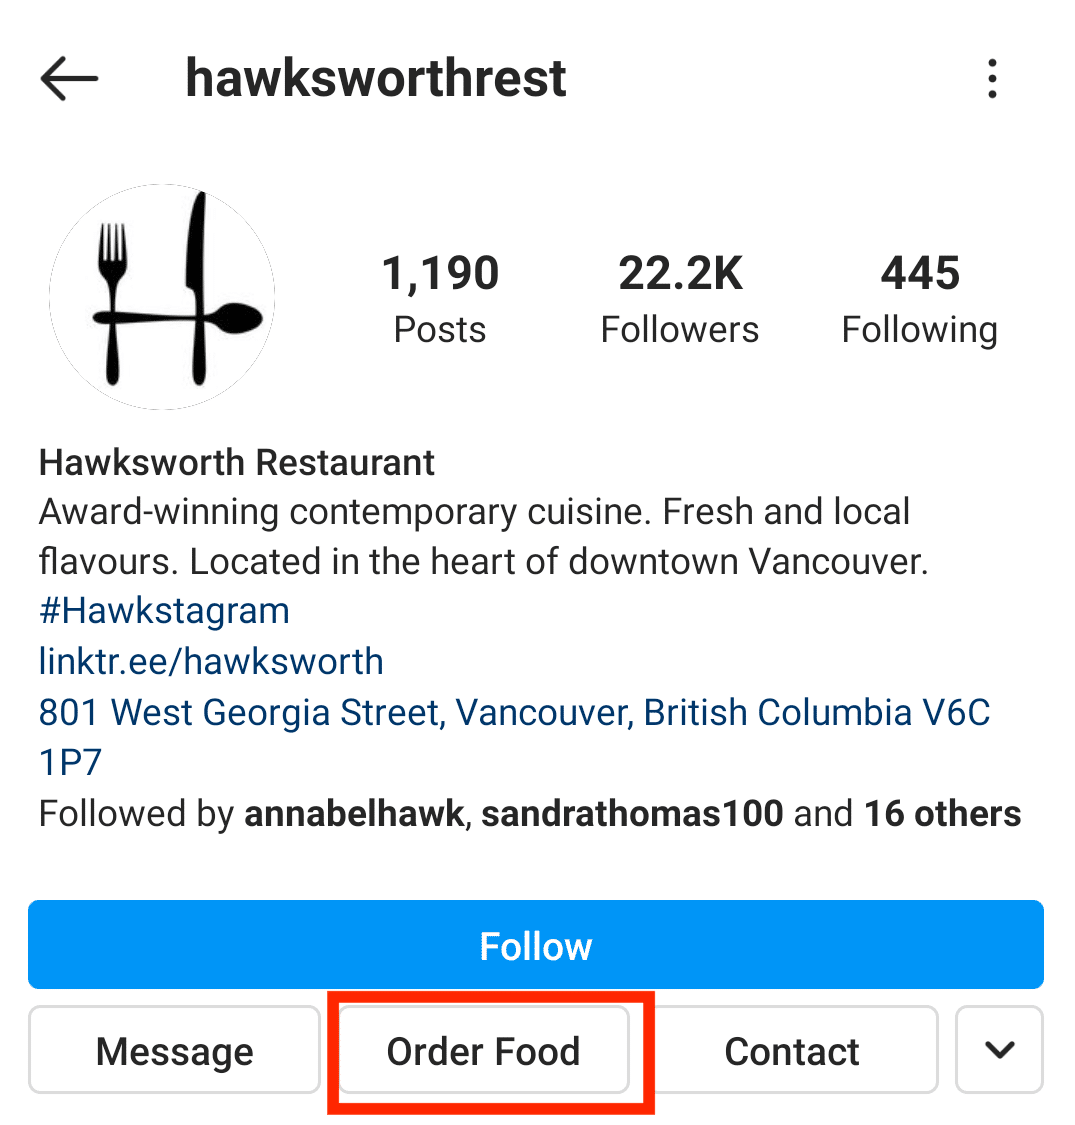 hawksworthrest
1,190 22.2K 445
Posts Followers Following
Hawksworth Restaurant
Award-winning contemporary cuisine. Fresh and local
flavours. Located in the heart of downtown Vancouver.
#Hawkstagram
linktr.ee/hawksworth
801 West Georgia Street, Vancouver, British Columbia V6C
1P7
Followed by annabelhawk, sandrathomas100 and 16 others
Follow
Message Order Food Contact